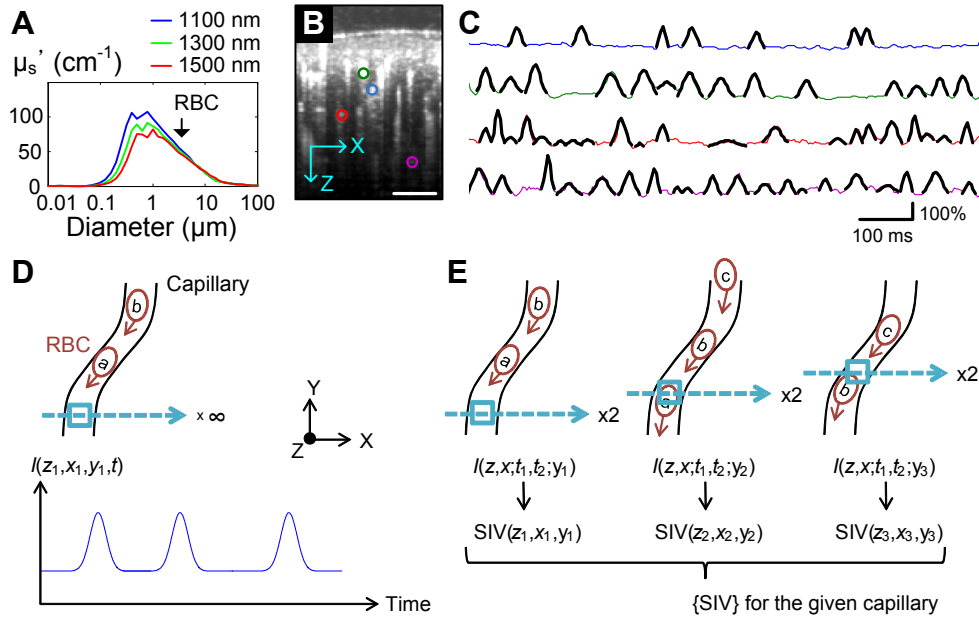 A
1100 nm
1300 nm
1500 nm
μs’ (cm-1)
RBC
100
50
0
0.01 0.1 1 10 100
Diameter (μm)
B
X
Z
C
100%
100 ms
D
Capillary
b
RBC
a
x ∞
Y
Z X
I(z1,x1,y1,t)
Time
E
b
a
x2
c
b
a
x2
c
b
x2
I(z,x;t1,t2;y1) I(z,x;t1,t2;y2) I(z,x;t1,t2;y3)
SIV(z1,x1,y1) SIV(z2,x2,y2) SIV(z3,x3,y3)
{SIV} for the given capillary